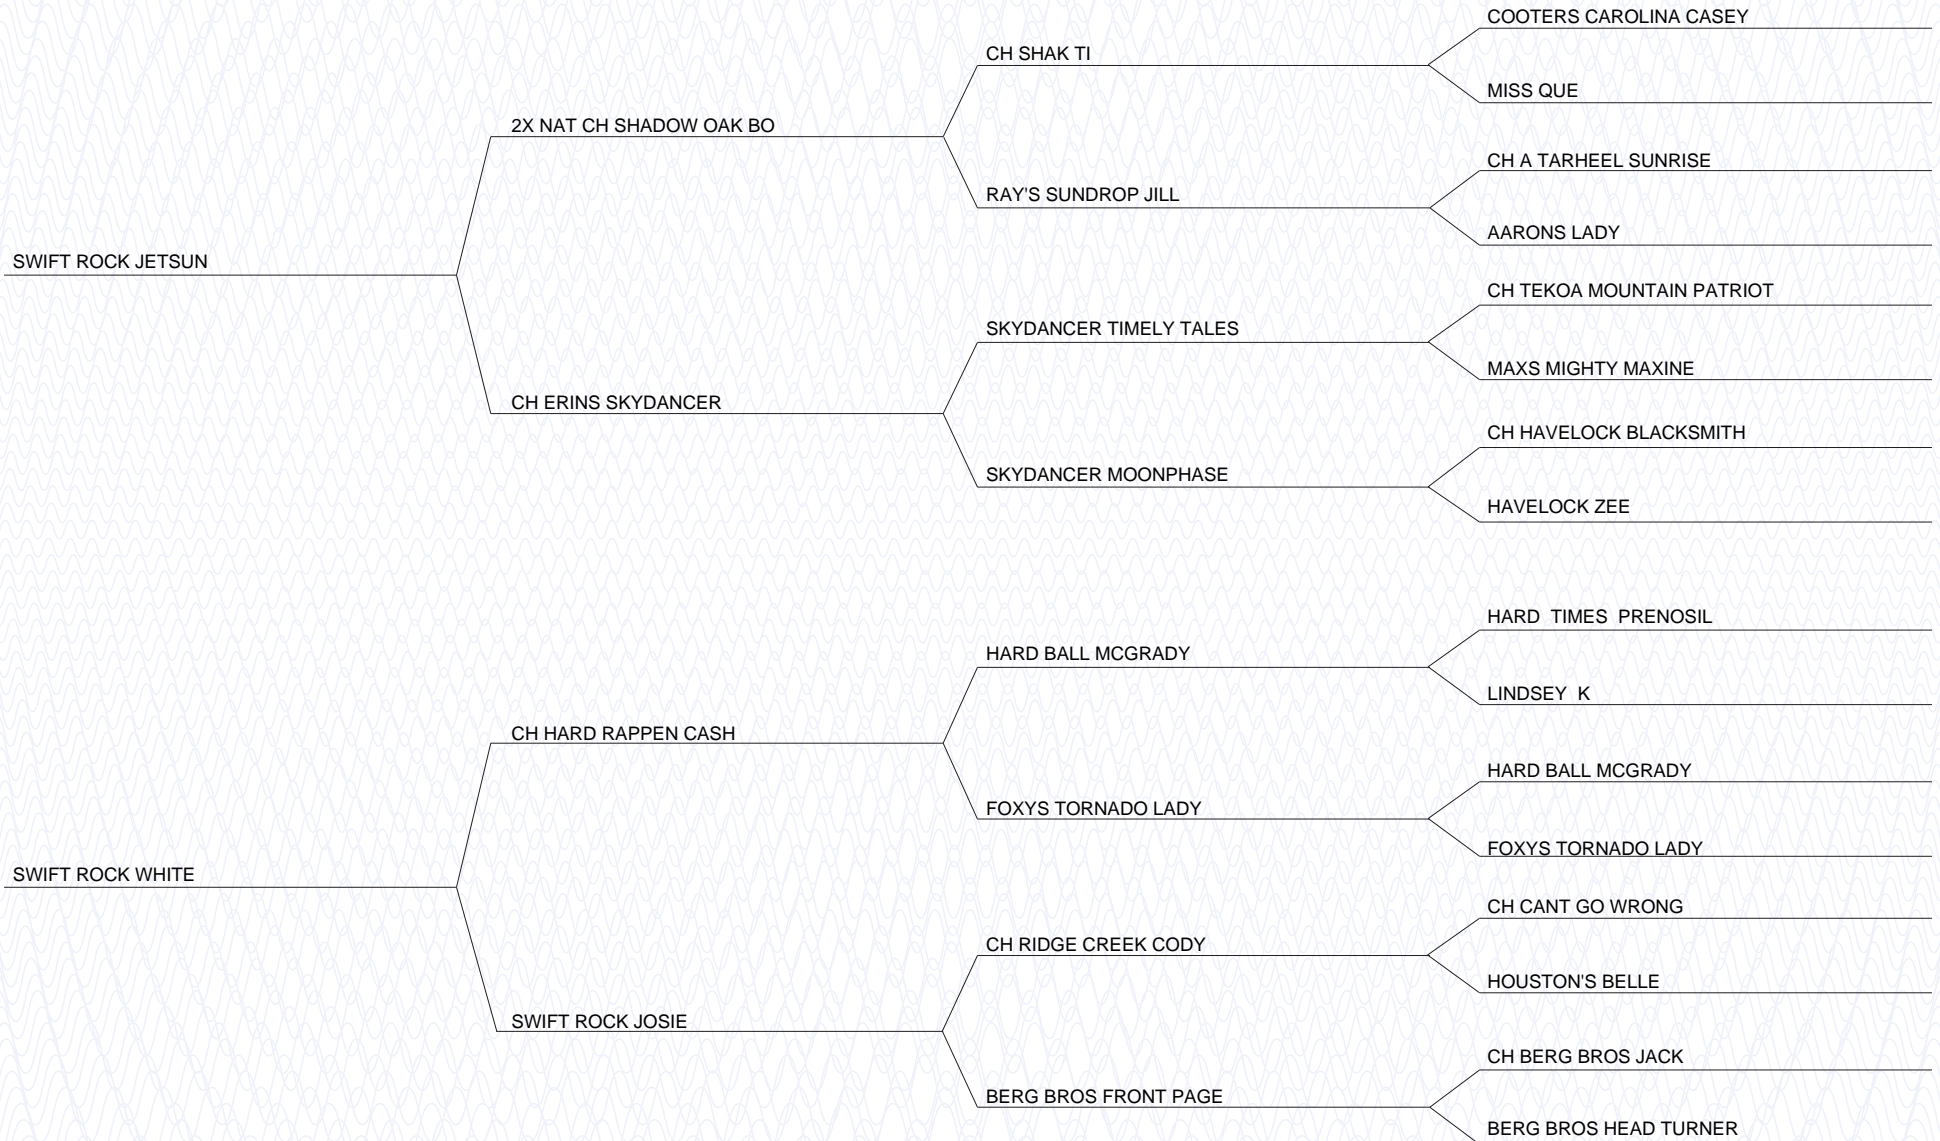 COOTERS CAROLINA CASEY
CH SHAK TI
MISS QUE
2X NAT CH SHADOW OAK BO
CH A TARHEEL SUNRISE
RAY'S SUNDROP JILL
AARONS LADY
SWIFT ROCK JETSUN
CH TEKOA MOUNTAIN PATRIOT
SKYDANCER TIMELY TALES
MAXS MIGHTY MAXINE
CH ERINS SKYDANCER
CH HAVELOCK BLACKSMITH
SKYDANCER MOONPHASE
HAVELOCK ZEE
HARD  TIMES  PRENOSIL
HARD BALL MCGRADY
LINDSEY  K
CH HARD RAPPEN CASH
HARD BALL MCGRADY
FOXYS TORNADO LADY
FOXYS TORNADO LADY
SWIFT ROCK WHITE
CH CANT GO WRONG
CH RIDGE CREEK CODY
HOUSTON'S BELLE
SWIFT ROCK JOSIE
CH BERG BROS JACK
BERG BROS FRONT PAGE
BERG BROS HEAD TURNER